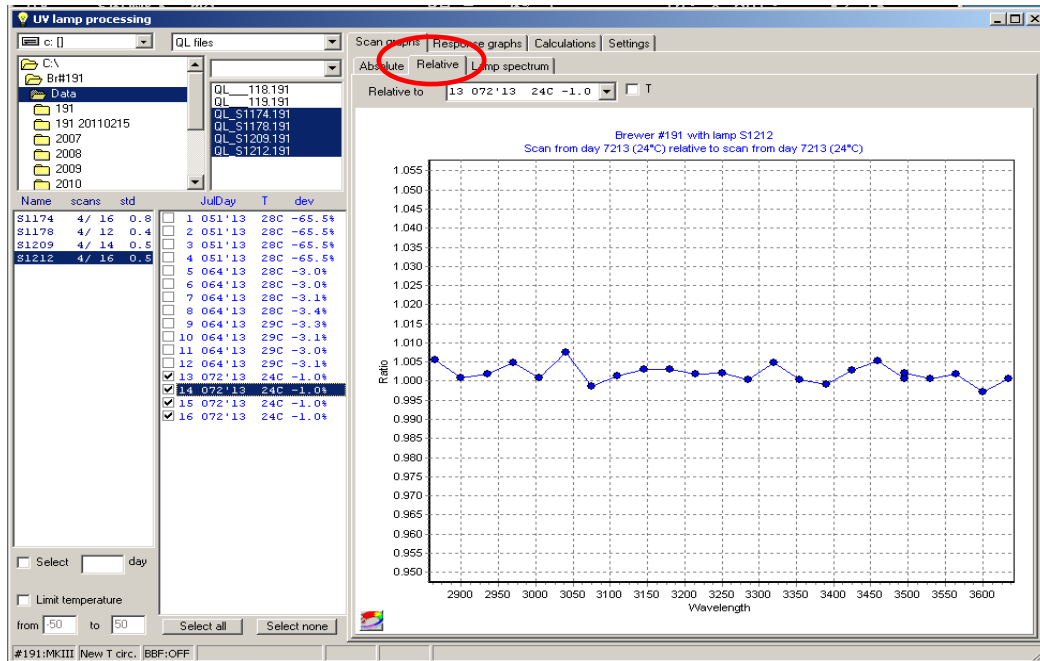 UV lamp processing
c: []
QL files
C:\
Br#191
Data
191
191 20110215
2007
2008
2009
2010
QL___118.191
QL___119.191
QL_S1174.191
QL_S1178.191
QL_S1209.191
QL_S1212.191
Name scans std
S1174 4/ 16 0.8
S1178 4/ 12 0.4
S1209 4/ 14 0.5
S1212 4/ 16 0.5
JulDay T dev
1 051'13 28C -65.5%
2 051'13 28C -65.5%
3 051'13 28C -65.5%
4 051'13 28C -65.5%
5 064'13 28C -3.0%
6 064'13 28C -3.0%
7 064'13 28C -3.1%
8 064'13 28C -3.4%
9 064'13 29C -3.3%
10 064'13 29C -3.1%
11 064'13 29C -3.0%
12 064'13 29C -3.1%
13 072'13 24C -1.0%
14 072'13 24C -1.0%
15 072'13 24C -1.0%
16 072'13 24C -1.0%
Select day
Limit temperature
from -50 to 50
Select all Select none
Scan graphs Response graphs Calculations Settings
Absolute Relative Lamp spectrum
Relative to 13 072'13 24C -1.0 T
Brewer #191 with lamp S1212
Scan from day 7213 (24°C) relative to scan from day 7213 (24°C)
1.055
1.050
1.045
1.040
1.035
1.030
1.025
1.020
1.015
1.010
1.005
1.000
0.995
0.990
0.985
0.980
0.975
0.970
0.965
0.960
0.955
0.950
Ratio
2900 2950 3000 3050 3100 3150 3200 3250 3300 3350 3400 3450 3500 3550 3600
Wavelength
#191:MKIII New T circ. BBF:OFF